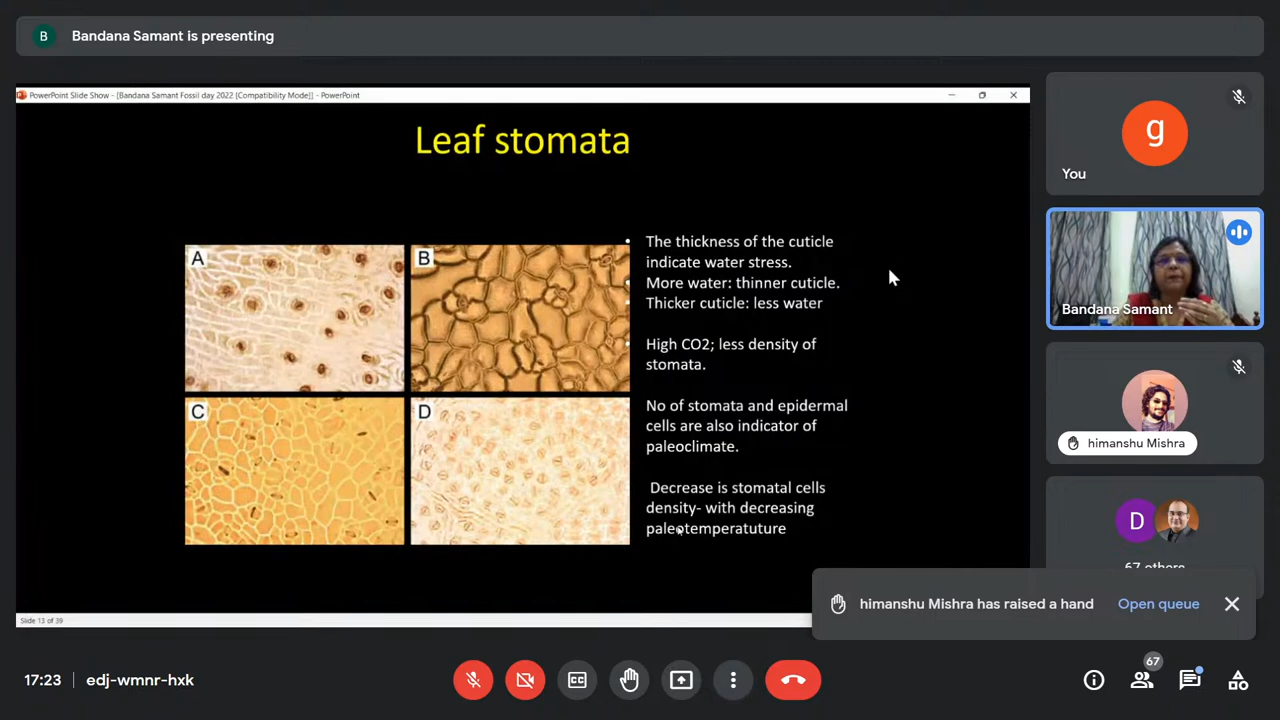 B Bandana Samant is presenting
PowerPoint Slide Show - [Bandana Samant Fossil day 2022 [Compatibility Mode]] - PowerPoint
Leaf stomata
A
B
C
D
The thickness of the cuticle
indicate water stress.
More water: thinner cuticle.
Thicker cuticle: less water
High CO2; less density of
stomata.
No of stomata and epidermal
cells are also indicator of
paleoclimate.
Decrease is stomatal cells
density- with decreasing
paleotemperatuture
Slide 13 of 39
g
You
Bandana Samant
himanshu Mishra
D
67 others
himanshu Mishra has raised a hand Open queue
17:23 edj-wmnr-hxk
67